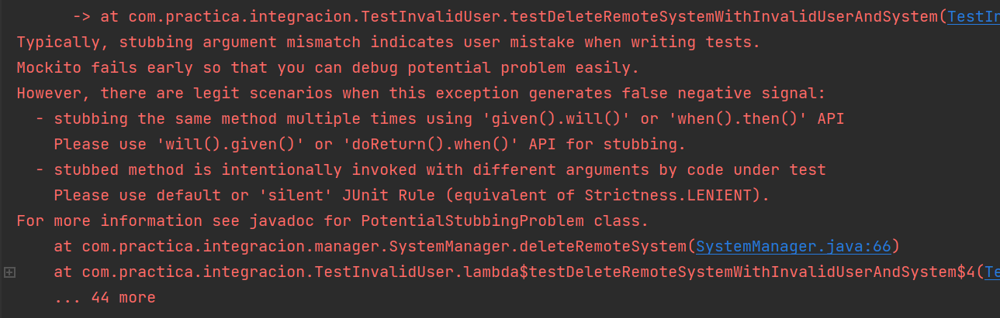 -> at com.practica.integracion.TestInvalidUser.testDeleteRemoteSystemWithInvalidUserAndSystem(TestIn
Typically, stubbing argument mismatch indicates user mistake when writing tests.
Mockito fails early so that you can debug potential problem easily.
However, there are legit scenarios when this exception generates false negative signal:
- stubbing the same method multiple times using 'given().will()' or 'when().then()' API
Please use 'will().given()' or 'doReturn().when()' API for stubbing.
- stubbed method is intentionally invoked with different arguments by code under test
Please use default or 'silent' JUnit Rule (equivalent of Strictness.LENIENT).
For more information see javadoc for PotentialStubbingProblem class.
at com.practica.integracion.manager.SystemManager.deleteRemoteSystem(SystemManager.java:66)
at com.practica.integracion.TestInvalidUser.lambda$testDeleteRemoteSystemWithInvalidUserAndSystem$4(Te
... 44 more